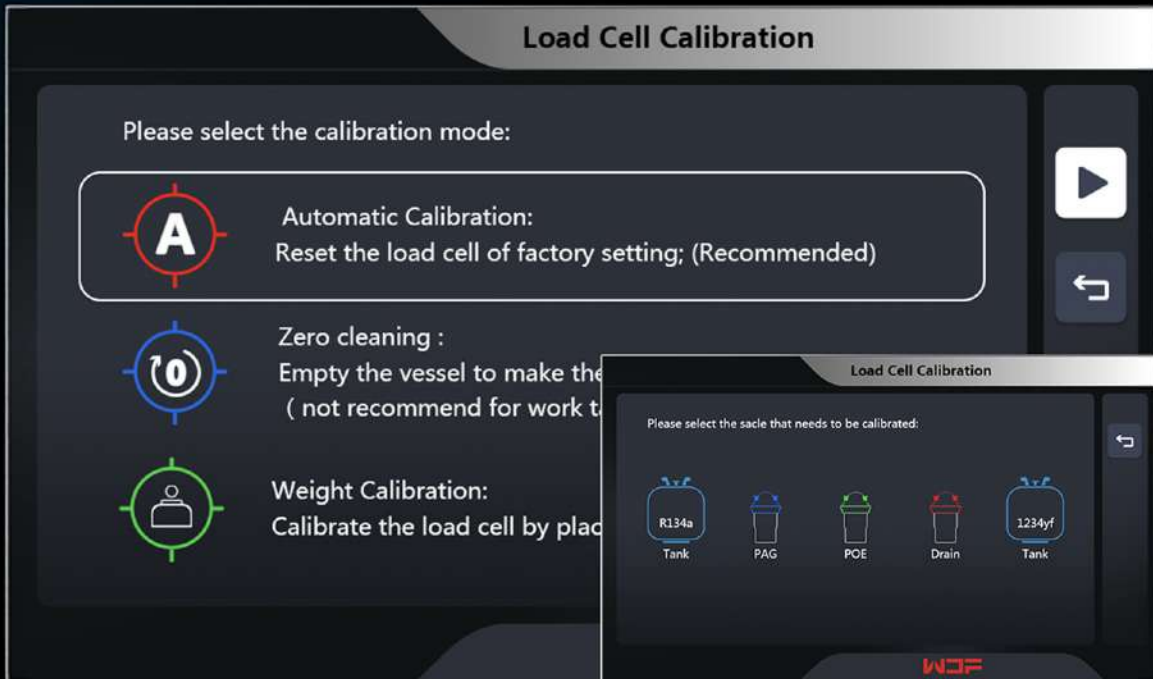 Load Cell Calibration
Please select the calibration mode:
A
Automatic Calibration:
Reset the load cell of factory setting; (Recommended)
0
Zero cleaning :
Empty the vessel to make the
( not recommend for work ta
Weight Calibration:
Calibrate the load cell by plac
Load Cell Calibration
Please select the sacle that needs to be calibrated:
R134a
1234yf
Tank PAG POE Drain Tank